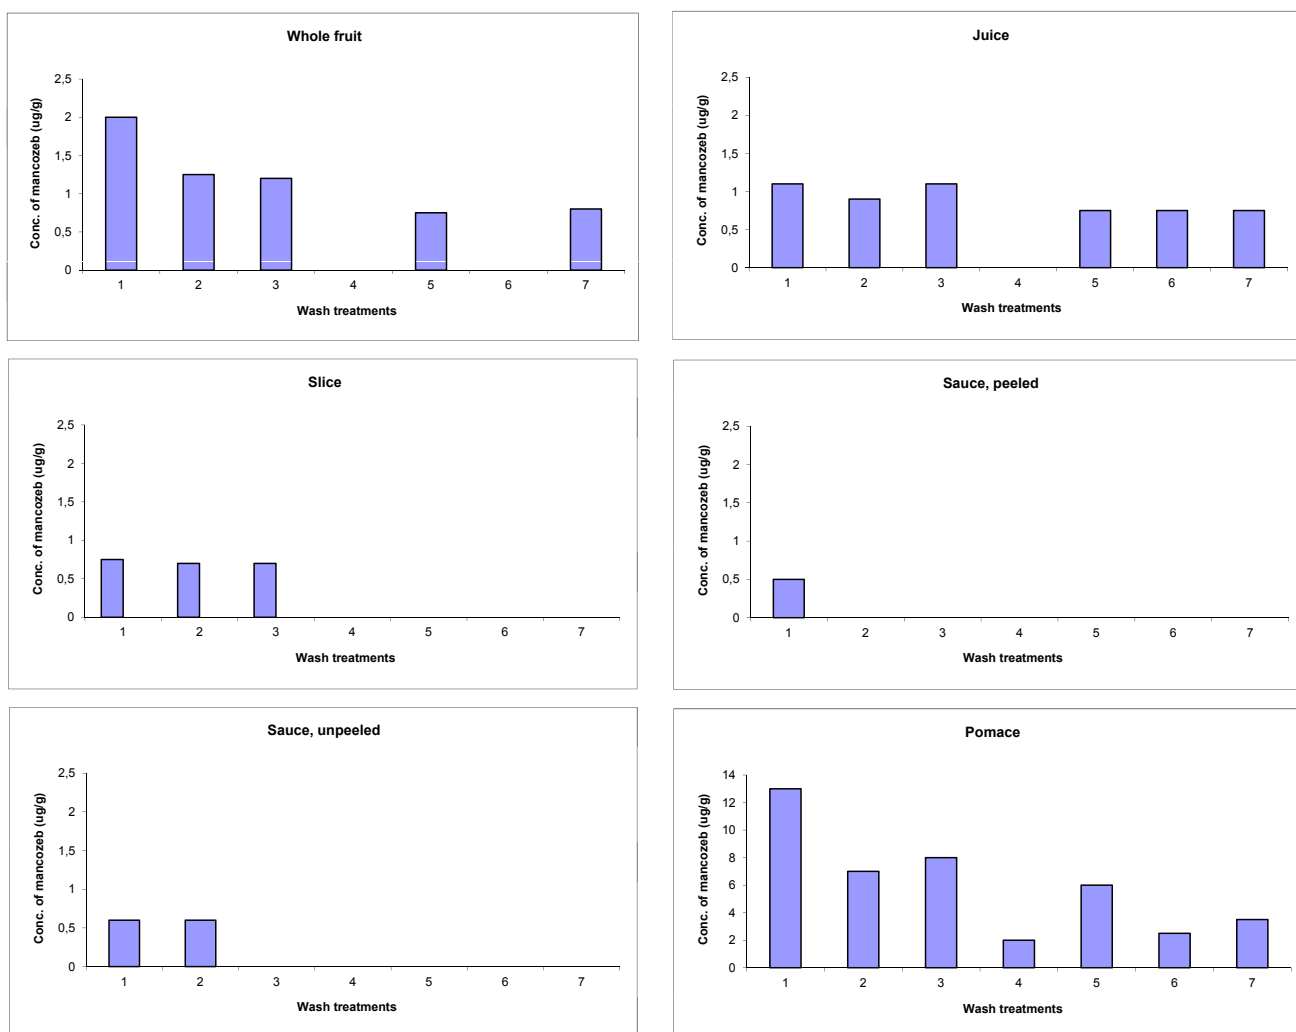 Whole fruit
Conc. of mancozeb (ug/g)
2,5
2
1,5
1
0,5
0
1 2 3 4 5 6 7
Wash treatments
Juice
Conc. of mancozeb (ug/g)
2,5
2
1,5
1
0,5
0
1 2 3 4 5 6 7
Wash treatments
Slice
Conc. of mancozeb (ug/g)
2,5
2
1,5
1
0,5
0
1 2 3 4 5 6 7
Wash treatments
Sauce, peeled
Conc. of mancozeb (ug/g)
2,5
2
1,5
1
0,5
0
1 2 3 4 5 6 7
Wash treatments
Sauce, unpeeled
Conc. of mancozeb (ug/g)
2,5
2
1,5
1
0,5
0
1 2 3 4 5 6 7
Wash treatments
Pomace
Conc. of mancozeb (ug/g)
14
12
10
8
6
4
2
0
1 2 3 4 5 6 7
Wash treatments